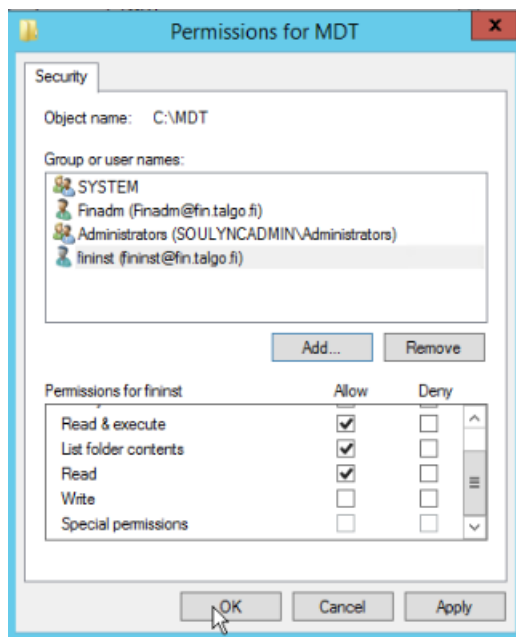 Permissions for MDT
x
Security
Object name: C:\MDT
Group or user names:
SYSTEM
Finadm (Finadm@fin.talgo.fi)
Administrators (SOULYNCADMIN\Administrators)
fininst (fininst@fin.talgo.fi)
Add... Remove
Permissions for fininst Allow Deny
Read & execute
List folder contents
Read
Write
Special permissions
OK Cancel Apply